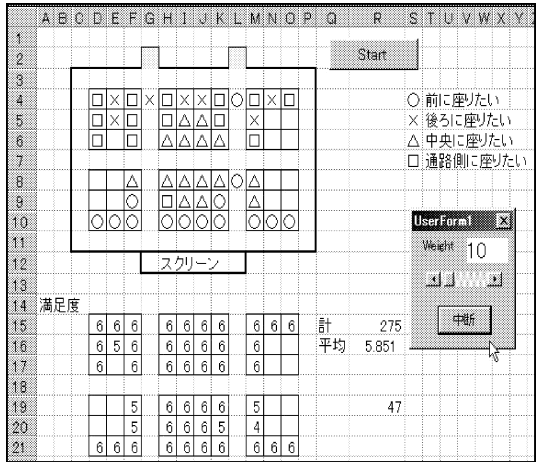 A B C D E F G H I J K L M N O P Q R S T U V W X Y
1
2 Start
3
4 □ × □ × □ × × □ ○ □ × □ ○ 前に座りたい
5 □ × □ □ △ △ □ × × 後ろに座りたい
6 □ □ △ △ △ △ □ △ 中央に座りたい
7 □ 通路側に座りたい
8 △ △ △ △ △ ○ △
9 ○ □ △ △ ○ △
10 ○ ○ ○ ○ ○ ○ ○ ○ ○ ○
UserForm1
Weight 10
中断
11
12 スクリーン
13
14 満足度
15 6 6 6 6 6 6 6 6 6 6 計 275
16 6 5 6 6 6 6 6 6 平均 5.851
17 6 6 6 6 6 6 6
18
19 5 6 6 6 6 5 47
20 5 6 6 6 5 4
21 6 6 6 6 6 6 6 6 6 6